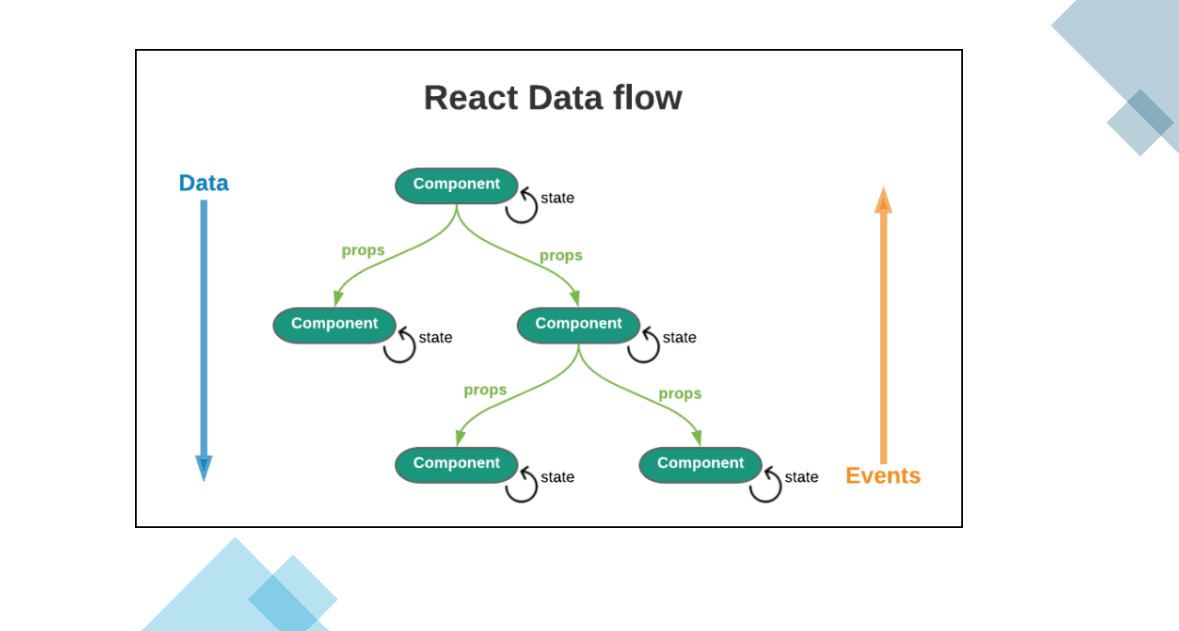 React Data flow
Data
Component
state
props
props
Component
state
Component
state
props
props
Component
state
Component
state
Events